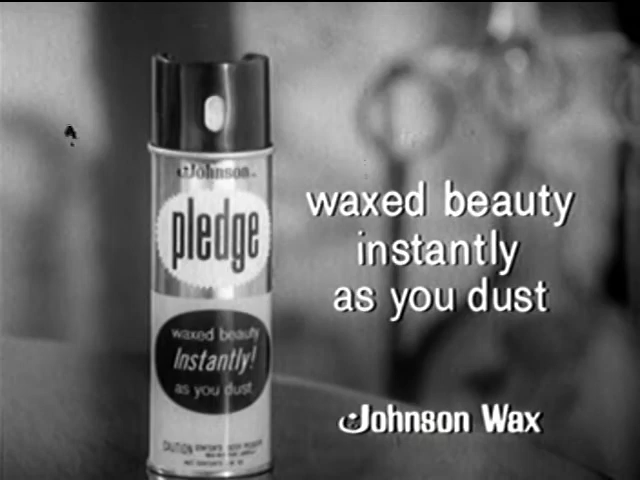 Johnson
pledge
waxed beauty
Instantly!
as you dust
CAUTION
waxed beauty
instantly
as you dust
Johnson Wax